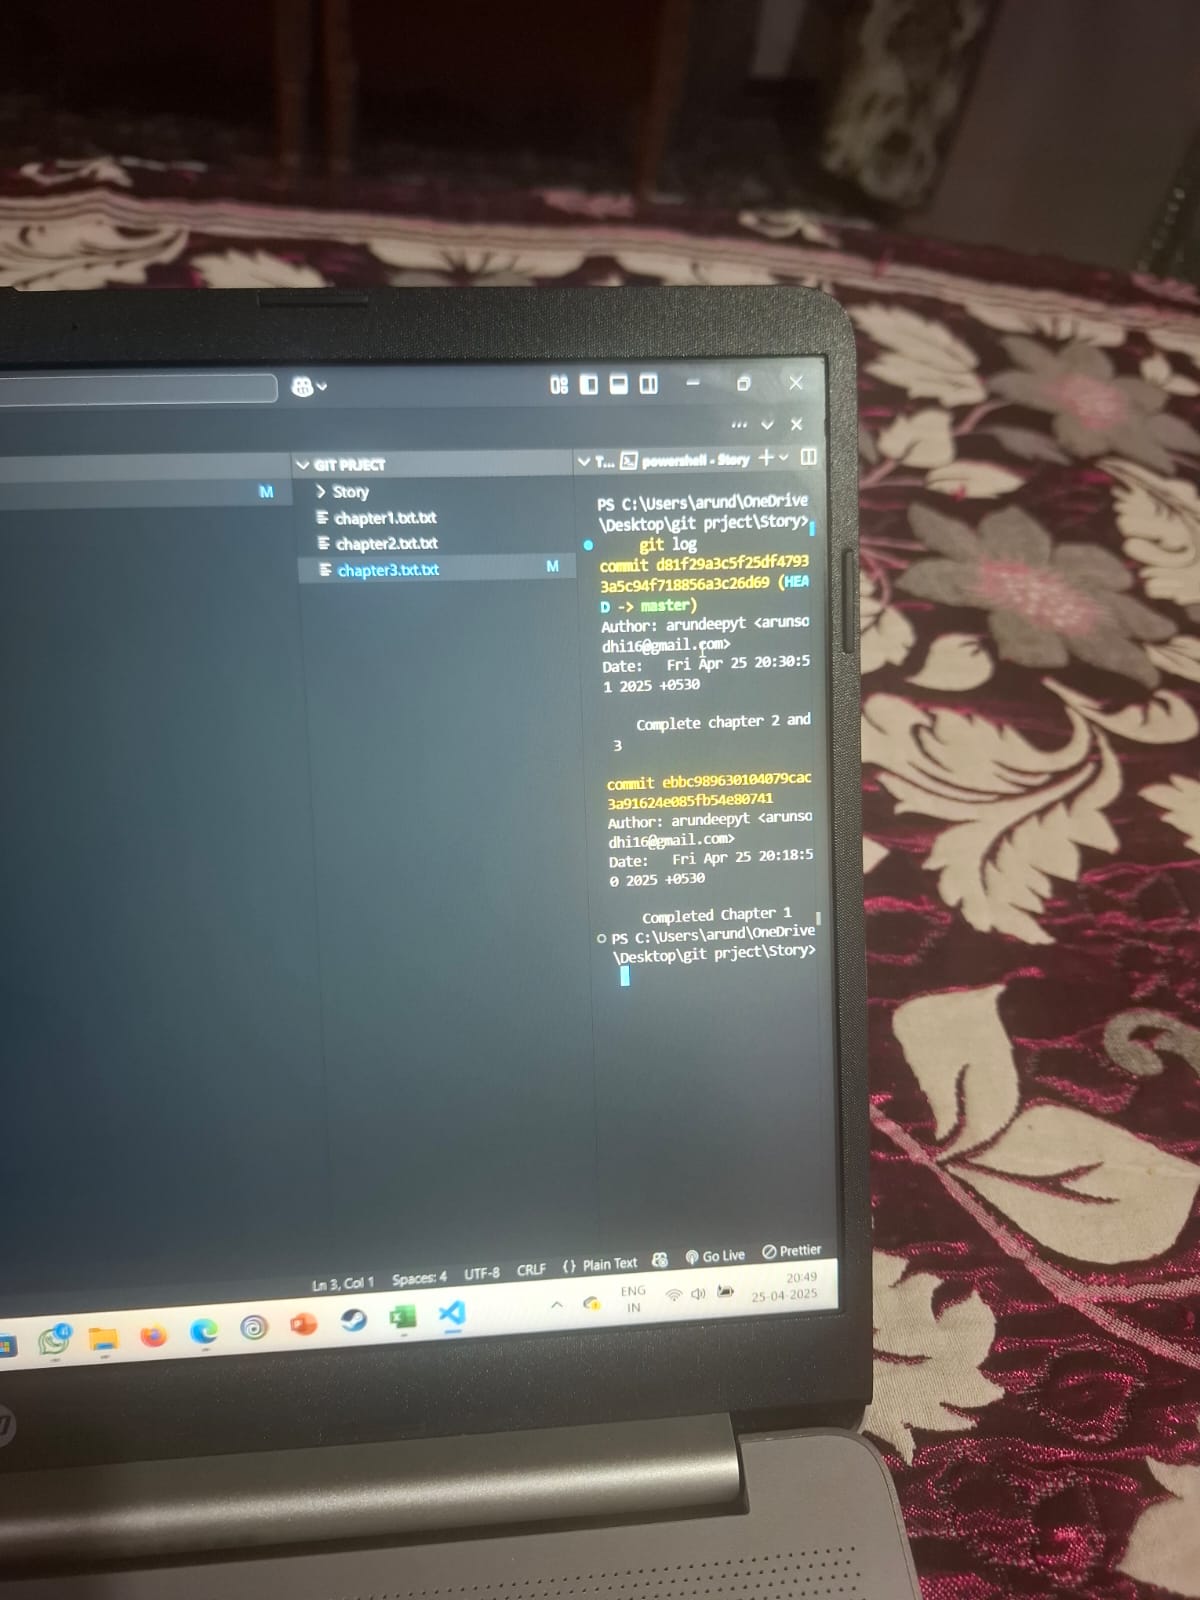 GIT PRJECT
Story
chapter1.txt.txt
chapter2.txt.txt
chapter3.txt.txt M
M
T... powershell - Story
PS C:\Users\arund\OneDrive
\Desktop\git prject\Story>
git log
commit d81f29a3c5f25df4793
3a5c94f718856a3c26d69 (HEA
D -> master)
Author: arundeepyt <arunso
dhi16@gmail.com>
Date: Fri Apr 25 20:30:5
1 2025 +0530
Complete chapter 2 and
3
commit ebbc989630104079cac
3a91624e085fb54e80741
Author: arundeepyt <arunso
dhi16@gmail.com>
Date: Fri Apr 25 20:18:5
0 2025 +0530
Completed Chapter 1
PS C:\Users\arund\OneDrive
\Desktop\git prject\Story>
Ln 3, Col 1 Spaces: 4 UTF-8 CRLF {} Plain Text Go Live Prettier
ENG
IN
20:49
25-04-2025